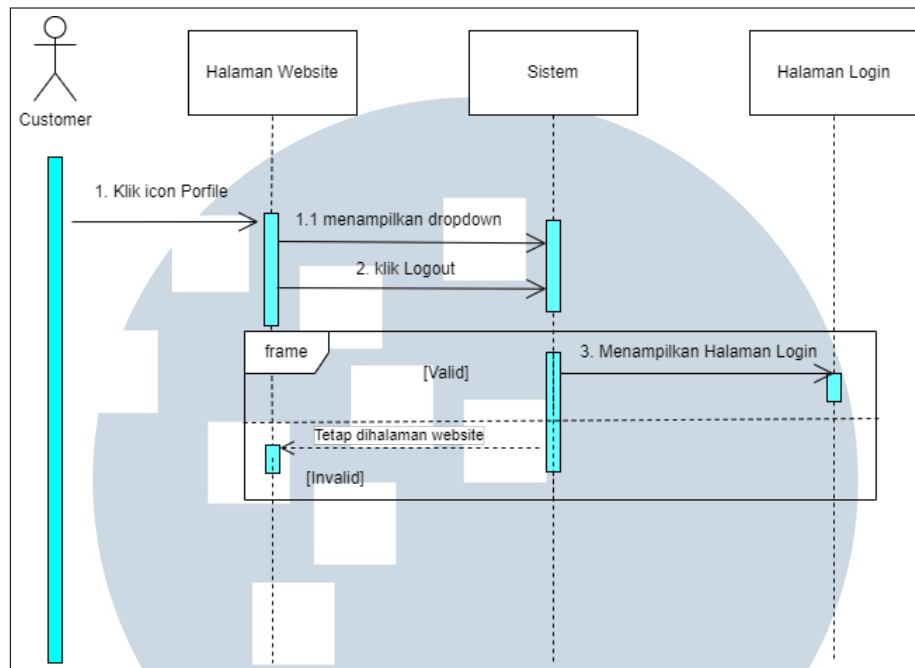 Customer
Halaman Website
Sistem
Halaman Login
1. Klik icon Porfile
1.1 menampilkan dropdown
2. klik Logout
frame
3. Menampilkan Halaman Login
[Valid]
Tetap dihalaman website
[Invalid]